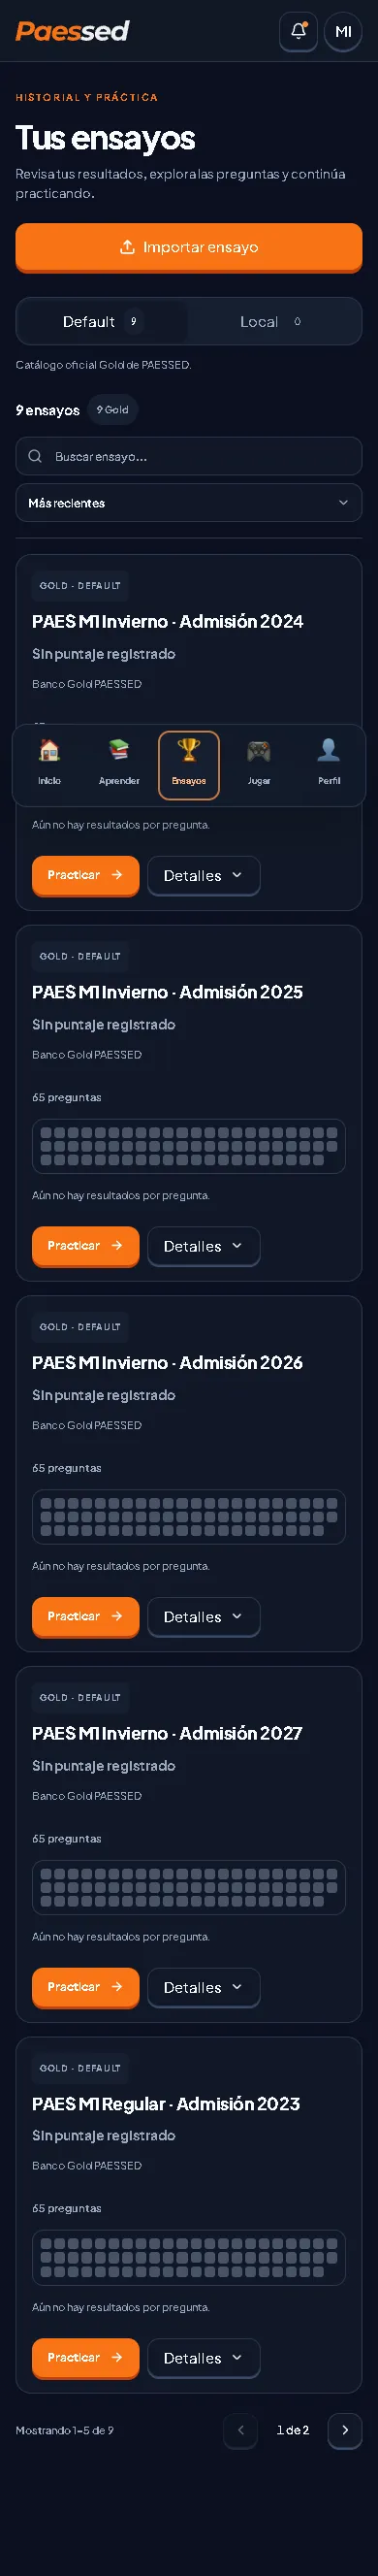 Paessed
MI
HISTORIAL Y PRÁCTICA
Tus ensayos
Revisa tus resultados, explora las preguntas y continúa
practicando.
Importar ensayo
Default 9 Local 0
Catálogo oficial Gold de PAESSED.
9 ensayos 9 Gold
Buscar ensayo...
Más recientes
GOLD · DEFAULT
PAES M1 Invierno · Admisión 2024
Sin puntaje registrado
Banco Gold PAESSED
Inicio Aprender Ensayos Jugar Perfil
Aún no hay resultados por pregunta.
Practicar Detalles
GOLD · DEFAULT
PAES M1 Invierno · Admisión 2025
Sin puntaje registrado
Banco Gold PAESSED
65 preguntas
Aún no hay resultados por pregunta.
Practicar Detalles
GOLD · DEFAULT
PAES M1 Invierno · Admisión 2026
Sin puntaje registrado
Banco Gold PAESSED
65 preguntas
Aún no hay resultados por pregunta.
Practicar Detalles
GOLD · DEFAULT
PAES M1 Invierno · Admisión 2027
Sin puntaje registrado
Banco Gold PAESSED
65 preguntas
Aún no hay resultados por pregunta.
Practicar Detalles
GOLD · DEFAULT
PAES M1 Regular · Admisión 2023
Sin puntaje registrado
Banco Gold PAESSED
65 preguntas
Aún no hay resultados por pregunta.
Practicar Detalles
Mostrando 1–5 de 9 1 de 2